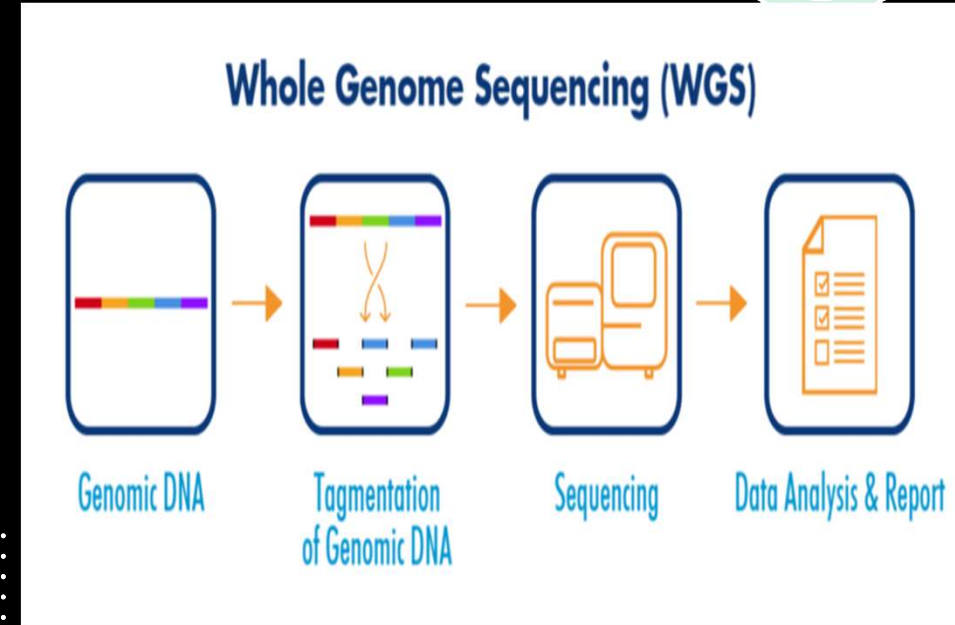 Whole Genome Sequencing (WGS)
Genomic DNA
Tagmentation
of Genomic DNA
Sequencing
Data Analysis & Report